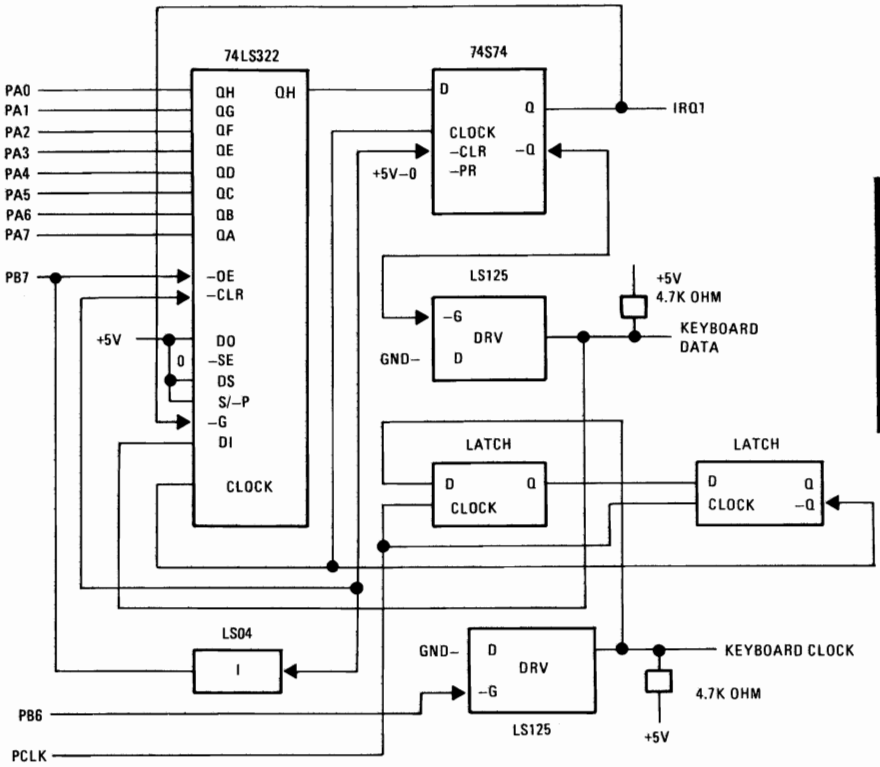 74LS322
74S74
PA0
PA1
PA2
PA3
PA4
PA5
PA6
PA7
QH QH
QG
QF
QE
QD
QC
QB
QA
D
Q
CLOCK
-CLR
-Q
-PR
+5V-0
IRQ1
PB7
-OE
-CLR
+5V
DO
0
-SE
DS
S/-P
-G
DI
CLOCK
LS125
-G
DRV
GND-
D
+5V
4.7K OHM
KEYBOARD
DATA
LATCH
D Q
CLOCK
LATCH
D Q
CLOCK -Q
LS04
I
GND-
D
DRV
-G
LS125
KEYBOARD CLOCK
4.7K OHM
+5V
PB6
PCLK